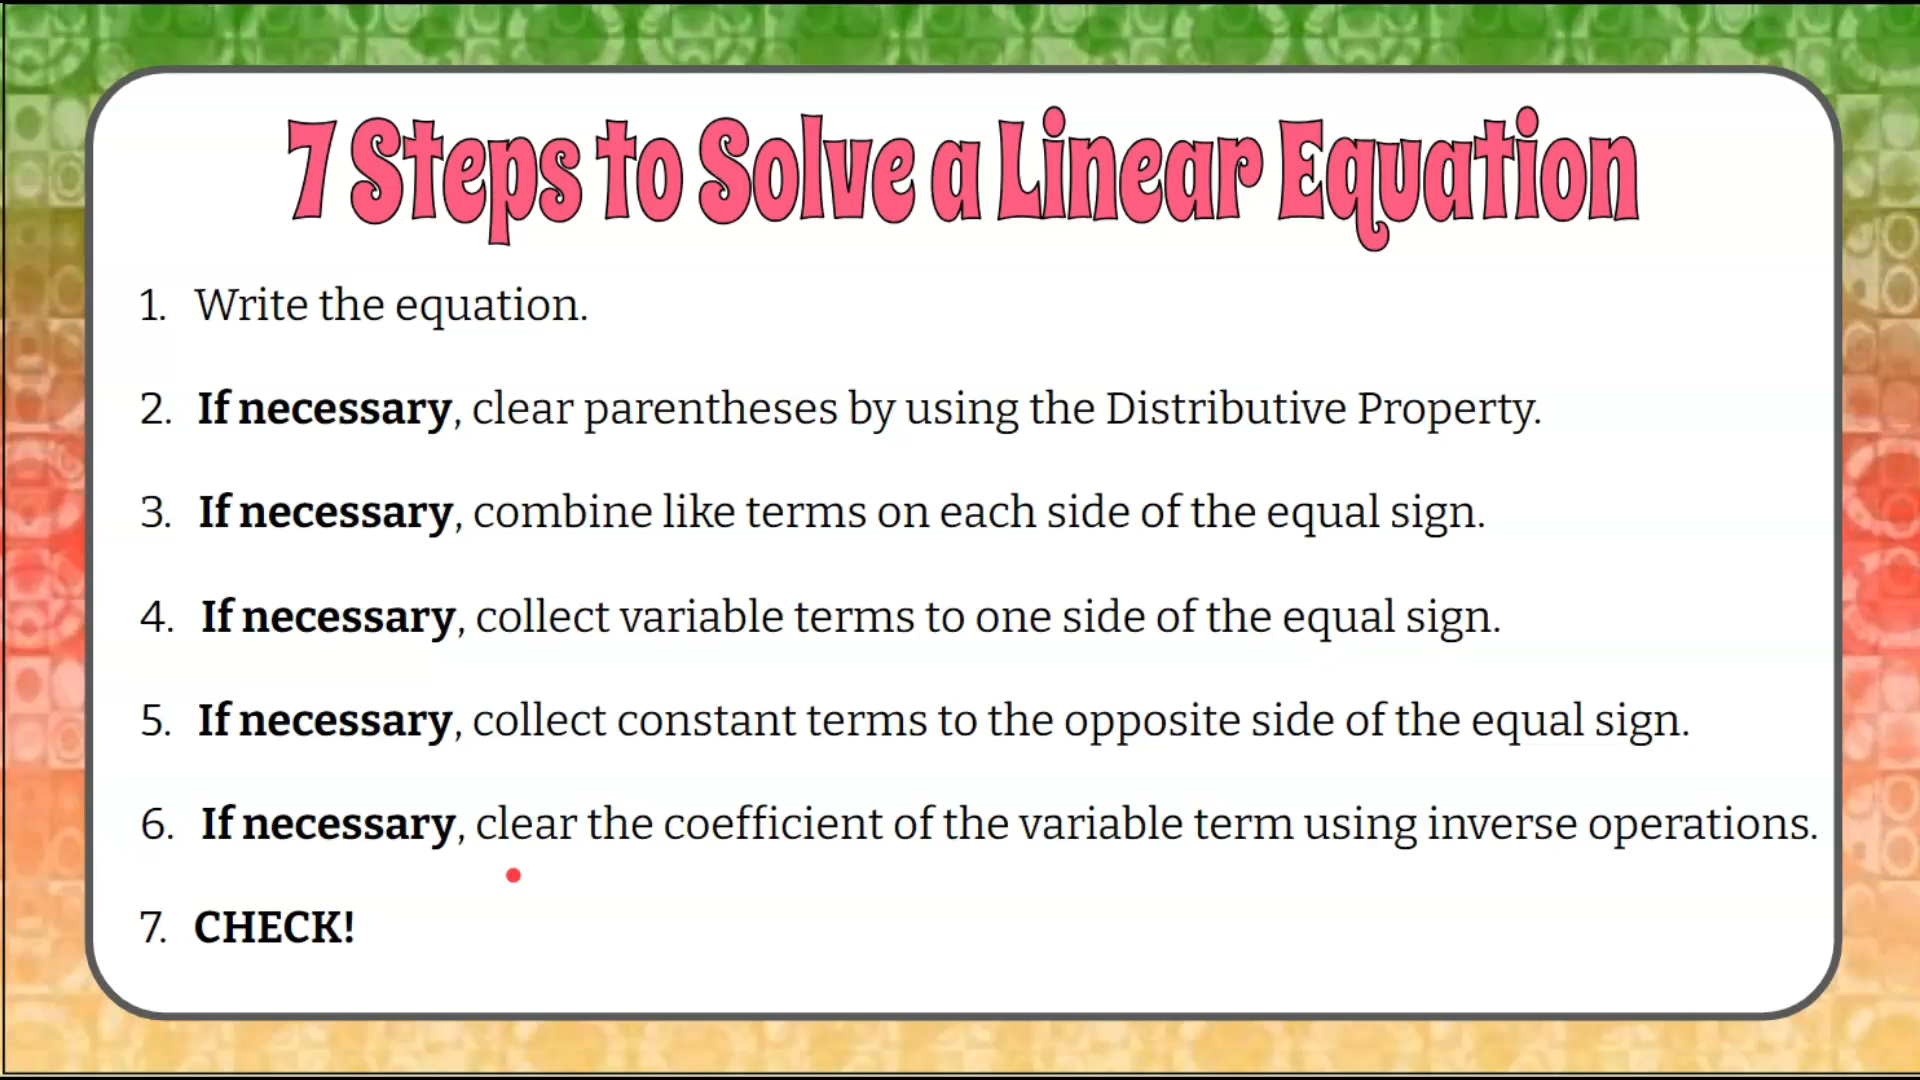 7 Steps to Solve a Linear Equation
1. Write the equation.
2. If necessary, clear parentheses by using the Distributive Property.
3. If necessary, combine like terms on each side of the equal sign.
4. If necessary, collect variable terms to one side of the equal sign.
5. If necessary, collect constant terms to the opposite side of the equal sign.
6. If necessary, clear the coefficient of the variable term using inverse operations.
7. CHECK!